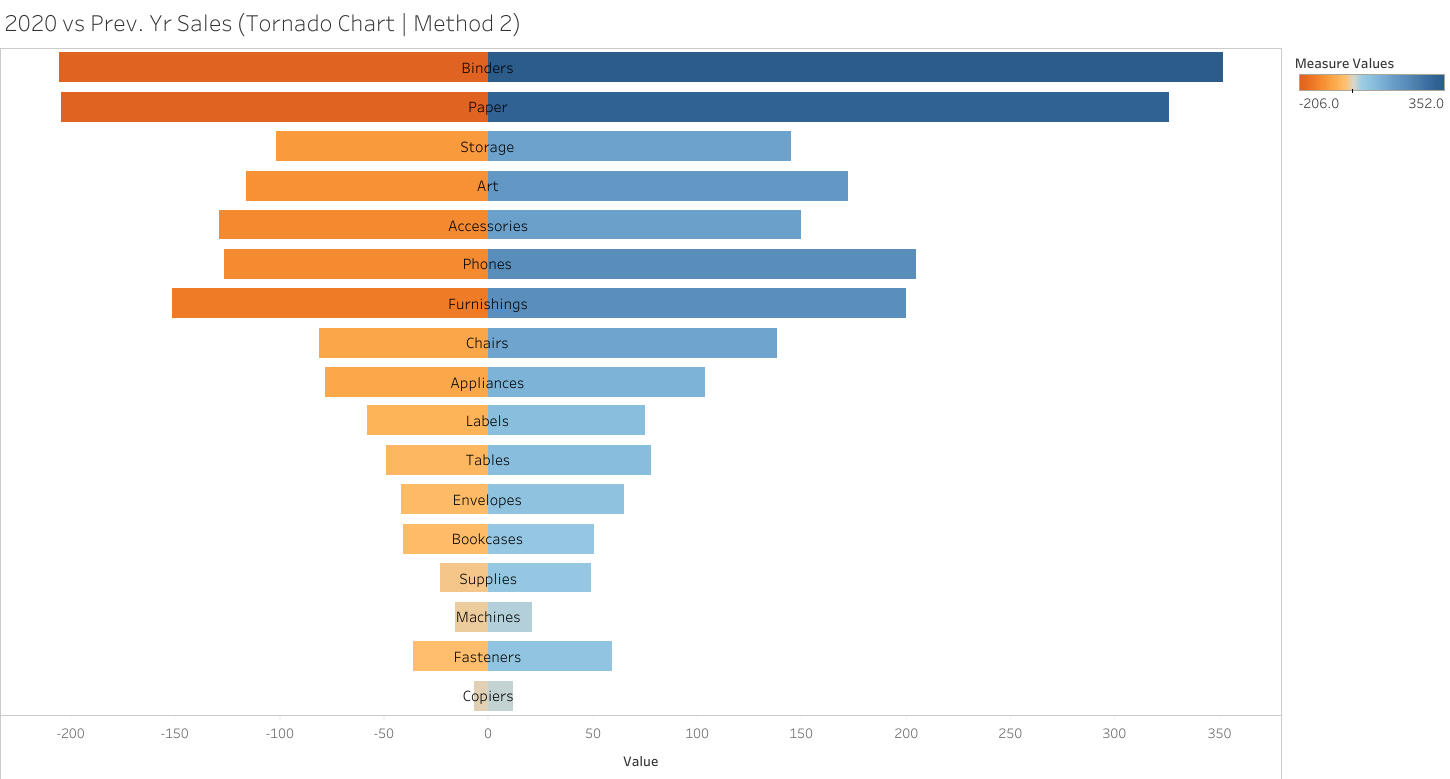 2020 vs Prev. Yr Sales (Tornado Chart | Method 2)
Measure Values
-206.0 352.0
Binders
Paper
Storage
Art
Accessories
Phones
Furnishings
Chairs
Appliances
Labels
Tables
Envelopes
Bookcases
Supplies
Machines
Fasteners
Copiers
-200 -150 -100 -50 0 50 100 150 200 250 300 350
Value